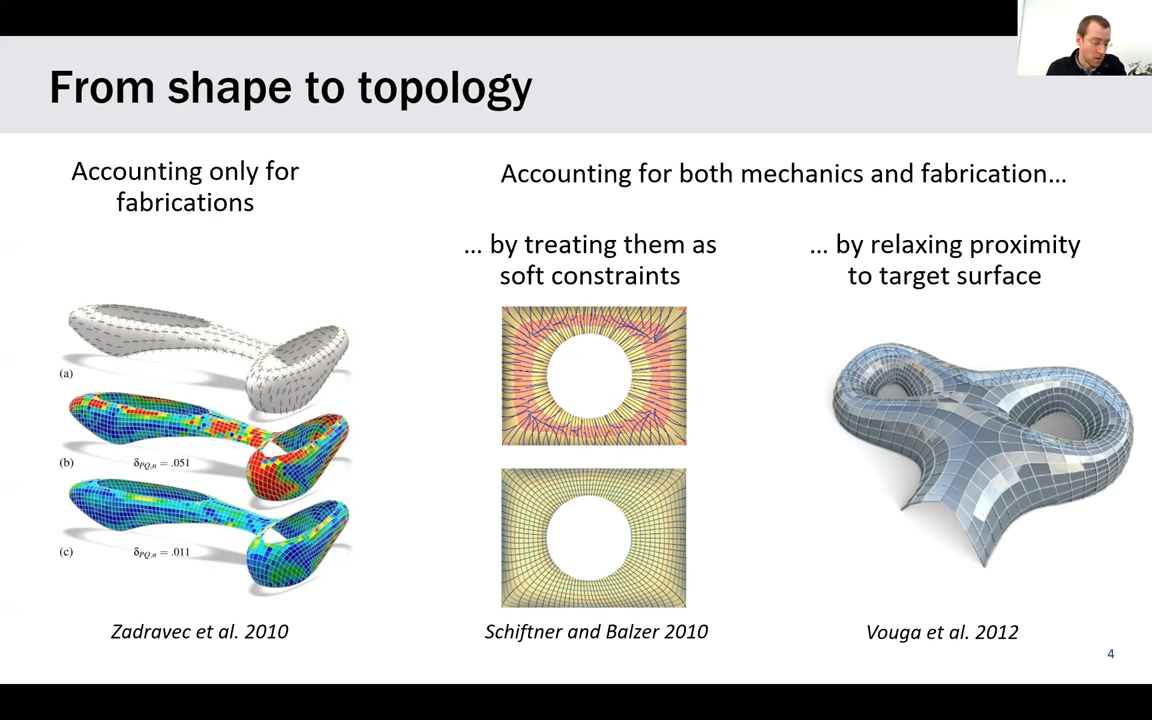 From shape to topology
Accounting only for
fabrications
Accounting for both mechanics and fabrication…
… by treating them as
soft constraints
… by relaxing proximity
to target surface
(a)
(b)
δPQ,n = .051
(c)
δPQ,n = .011
Zadravec et al. 2010
Schiftner and Balzer 2010
Vouga et al. 2012
4